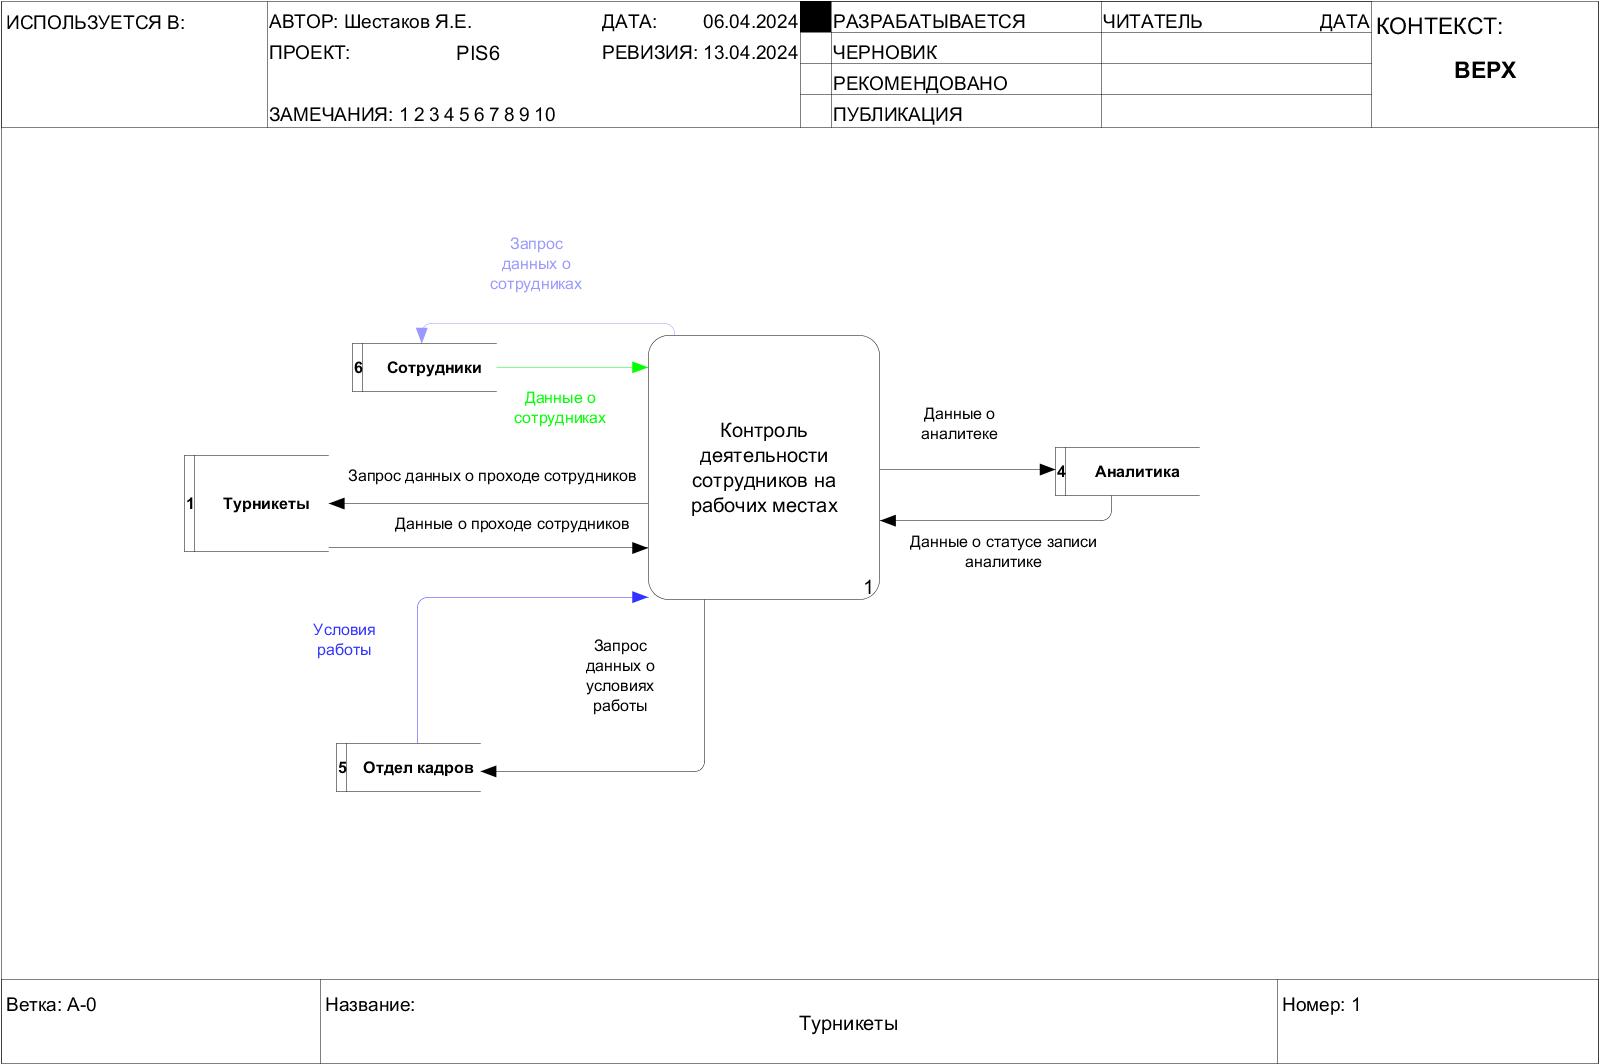 ИСПОЛЬЗУЕТСЯ В:
АВТОР: Шестаков Я.Е.
ДАТА: 06.04.2024
ПРОЕКТ: PIS6
РЕВИЗИЯ: 13.04.2024
ЗАМЕЧАНИЯ: 1 2 3 4 5 6 7 8 9 10
РАЗРАБАТЫВАЕТСЯ
ЧЕРНОВИК
РЕКОМЕНДОВАНО
ПУБЛИКАЦИЯ
ЧИТАТЕЛЬ ДАТА
КОНТЕКСТ:
ВЕРХ
Запрос
данных о
сотрудниках
6 Сотрудники
Данные о
сотрудниках
1 Турникеты
Запрос данных о проходе сотрудников
Данные о проходе сотрудников
Контроль
деятельности
сотрудников на
рабочих местах
1
Данные о
аналитеке
4 Аналитика
Данные о статусе записи
аналитике
Условия
работы
Запрос
данных о
условиях
работы
5 Отдел кадров
Ветка: A-0
Название:
Турникеты
Номер: 1